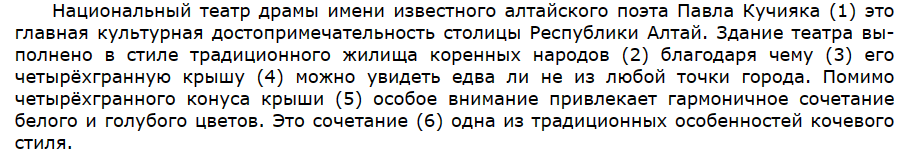 Национальный театр драмы имени известного алтайского поэта Павла Кучияка (1) это
главная культурная достопримечательность столицы Республики Алтай. Здание театра вы-
полнено в стиле традиционного жилища коренных народов (2) благодаря чему (3) его
четырёхгранную крышу (4) можно увидеть едва ли не из любой точки города. Помимо
четырёхгранного конуса крыши (5) особое внимание привлекает гармоничное сочетание
белого и голубого цветов. Это сочетание (6) одна из традиционных особенностей кочевого
стиля.